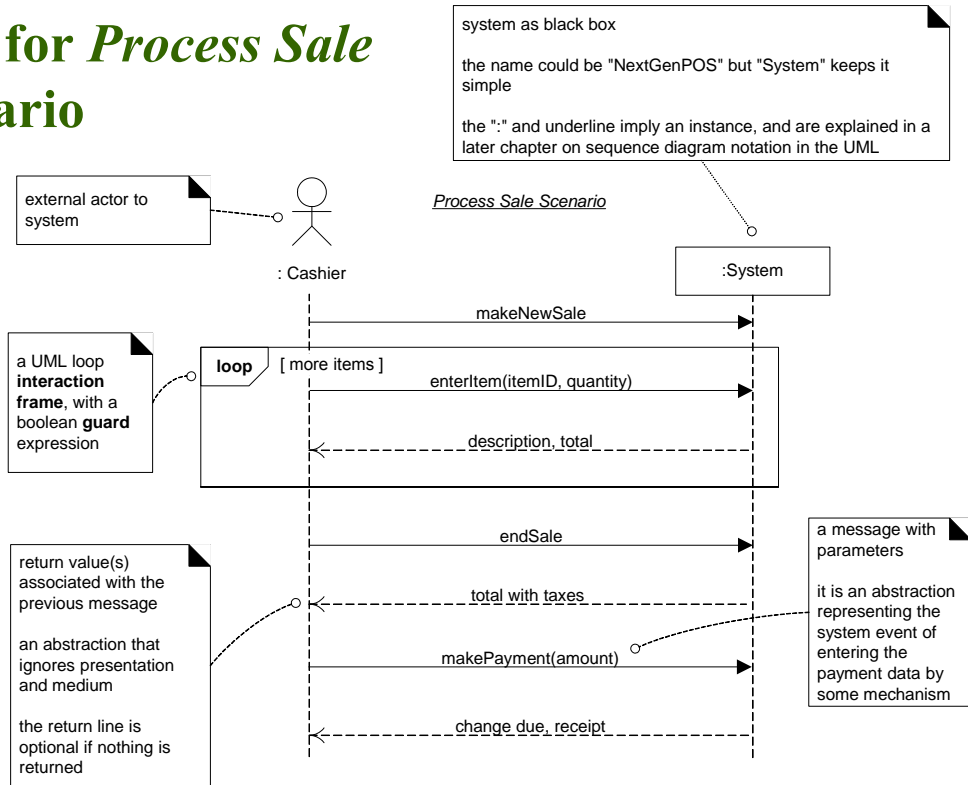 for Process Sale
ario
system as black box
the name could be "NextGenPOS" but "System" keeps it
simple
the ":" and underline imply an instance, and are explained in a
later chapter on sequence diagram notation in the UML
external actor to
system
Process Sale Scenario
: Cashier
:System
makeNewSale
a UML loop
interaction
frame, with a
boolean guard
expression
loop
[ more items ]
enterItem(itemID, quantity)
description, total
endSale
return value(s)
associated with the
previous message
an abstraction that
ignores presentation
and medium
the return line is
optional if nothing is
returned
total with taxes
a message with
parameters
it is an abstraction
representing the
system event of
entering the
payment data by
some mechanism
makePayment(amount)
change due, receipt